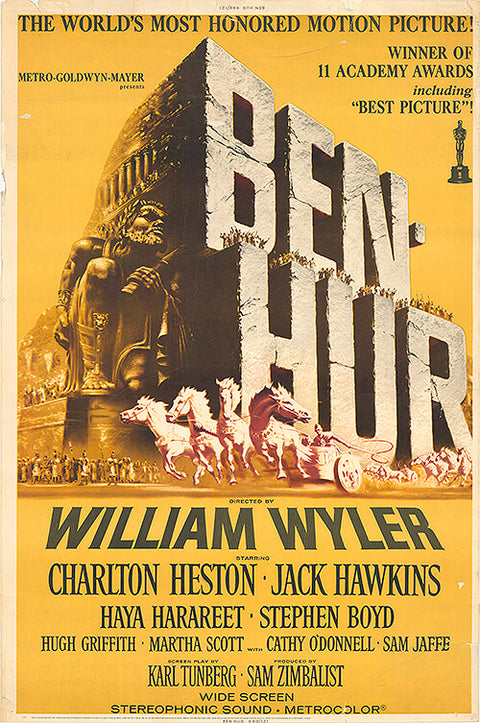 THE WORLD'S MOST HONORED MOTION PICTURE!
WINNER OF
11 ACADEMY AWARDS
including
"BEST PICTURE"!
METRO-GOLDWYN-MAYER
presents
BEN-
HUR
DIRECTED BY
WILLIAM WYLER
STARRING
CHARLTON HESTON · JACK HAWKINS
HAYA HARAREET · STEPHEN BOYD
HUGH GRIFFITH · MARTHA SCOTT WITH CATHY O'DONNELL · SAM JAFFE
SCREEN PLAY BY PRODUCED BY
KARL TUNBERG · SAM ZIMBALIST
WIDE SCREEN
STEREOPHONIC SOUND · METROCOLOR®